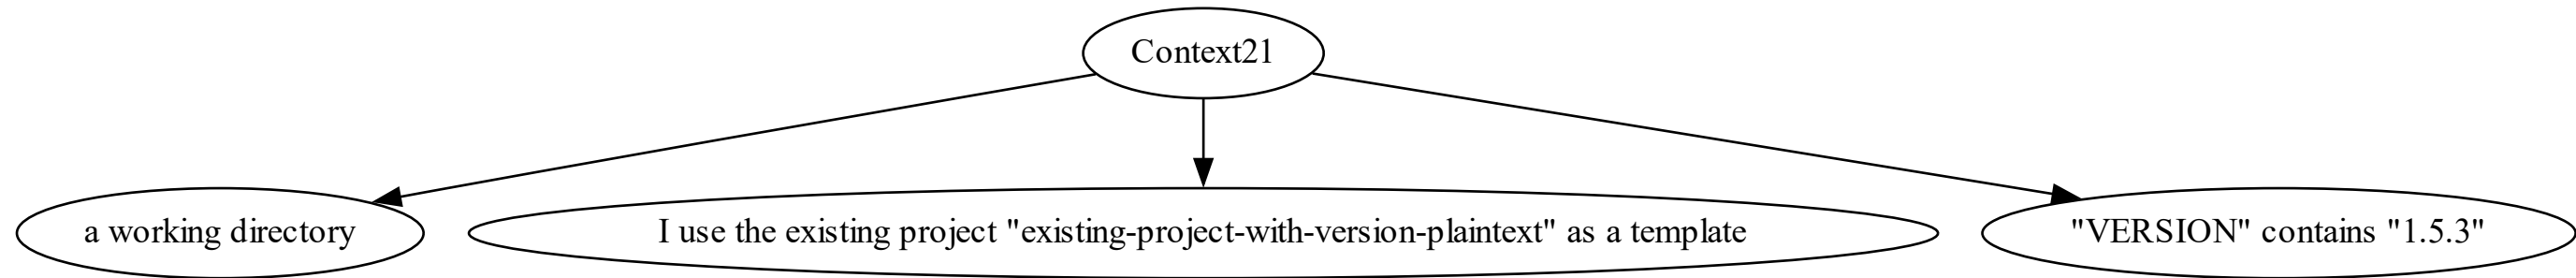 Context21
a working directory
I use the existing project "existing-project-with-version-plaintext" as a template
"VERSION" contains "1.5.3"